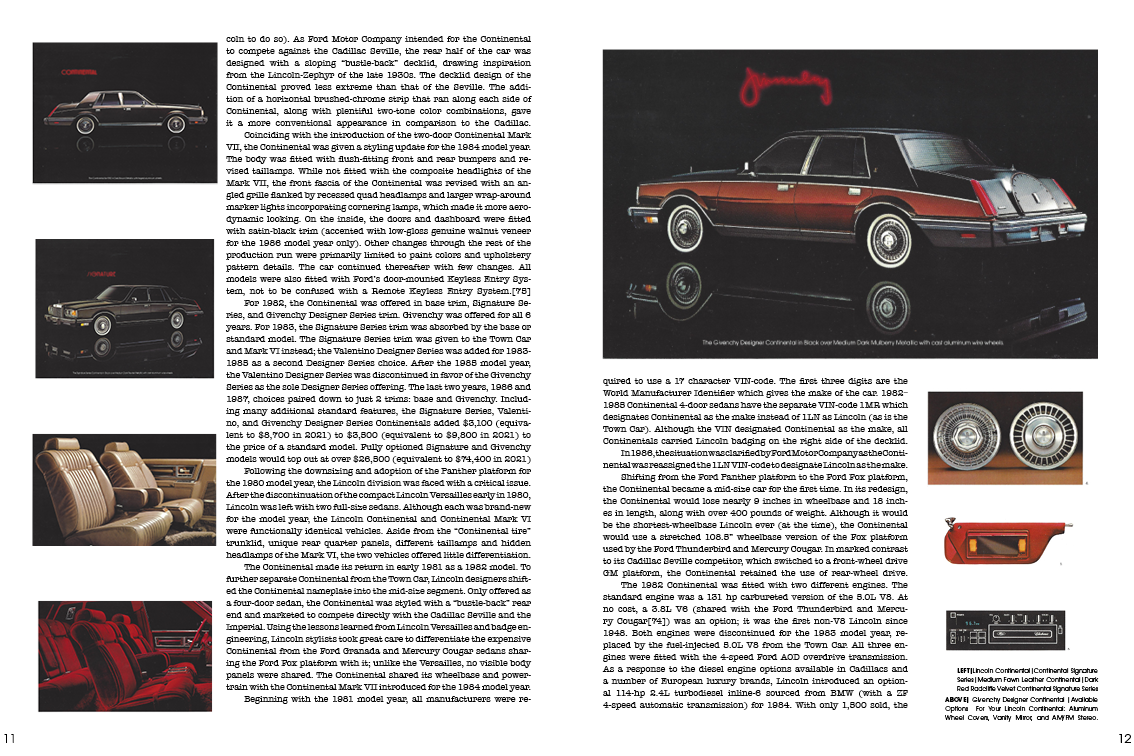 CONTINENTAL
coln to do so). As Ford Motor Company intended for the Continental
to compete against the Cadillac Seville, the rear half of the car was
designed with a sloping “bustle-back” decklid, drawing inspiration
from the Lincoln-Zephyr of the late 1930s. The decklid design of the
Continental proved less extreme than that of the Seville. The addi-
tion of a horizontal brushed-chrome strip that ran along each side of
Continental, along with plentiful two-tone color combinations, gave
it a more conventional appearance in comparison to the Cadillac.
Coinciding with the introduction of the two-door Continental Mark
VII, the Continental was given a styling update for the 1984 model year.
The body was fitted with flush-fitting front and rear bumpers and re-
vised taillamps. While not fitted with the composite headlights of the
Mark VII, the front fascia of the Continental was revised with an an-
gled grille flanked by recessed quad headlamps and larger wrap-around
marker lights incorporating cornering lamps, which made it more aero-
dynamic looking. On the inside, the doors and dashboard were fitted
with satin-black trim (accented with low-gloss genuine walnut veneer
for the 1986 model year only). Other changes through the rest of the
production run were primarily limited to paint colors and upholstery
pattern details. The car continued thereafter with few changes. All
models were also fitted with Ford's door-mounted Keyless Entry Sys-
tem, not to be confused with a Remote Keyless Entry System.[75]
For 1982, the Continental was offered in base trim, Signature Se-
ries, and Givenchy Designer Series trim. Givenchy was offered for all 6
years. For 1983, the Signature Series trim was absorbed by the base or
standard model. The Signature Series trim was given to the Town Car
and Mark VI instead; the Valentino Designer Series was added for 1983-
1985 as a second Designer Series choice. After the 1985 model year,
the Valentino Designer Series was discontinued in favor of the Givenchy
Series as the sole Designer Series offering. The last two years, 1986 and
1987, choices paired down to just 2 trims: base and Givenchy. Includ-
ing many additional standard features, the Signature Series, Valenti-
no, and Givenchy Designer Series Continentals added $3,100 (equiva-
lent to $8,700 in 2021) to $3,500 (equivalent to $9,800 in 2021) to
the price of a standard model. Fully optioned Signature and Givenchy
models would top out at over $26,500 (equivalent to $74,400 in 2021)
Following the downsizing and adoption of the Panther platform for
the 1980 model year, the Lincoln division was faced with a critical issue.
After the discontinuation of the compact Lincoln Versailles early in 1980,
Lincoln was left with two full-size sedans. Although each was brand-new
for the model year, the Lincoln Continental and Continental Mark VI
were functionally identical vehicles. Aside from the “Continental tire”
trunklid, unique rear quarter panels, different taillamps and hidden
headlamps of the Mark VI, the two vehicles offered little differentiation.
The Continental made its return in early 1981 as a 1982 model. To
further separate Continental from the Town Car, Lincoln designers shift-
ed the Continental nameplate into the mid-size segment. Only offered as
a four-door sedan, the Continental was styled with a “bustle-back” rear
end and marketed to compete directly with the Cadillac Seville and the
Imperial. Using the lessons learned from Lincoln Versailles and badge en-
gineering, Lincoln stylists took great care to differentiate the expensive
Continental from the Ford Granada and Mercury Cougar sedans shar-
ing the Ford Fox platform with it; unlike the Versailles, no visible body
panels were shared. The Continental shared its wheelbase and power-
train with the Continental Mark VII introduced for the 1984 model year.
Beginning with the 1981 model year, all manufacturers were re-
11
The Givenchy Designer Continental in Black over Medium Dark Mulberry Metallic with cast aluminum wire wheels.
quired to use a 17 character VIN-code. The first three digits are the
World Manufacturer Identifier which gives the make of the car. 1982–
1985 Continental 4-door sedans have the separate VIN-code 1MR which
designates Continental as the make instead of 1LN as Lincoln (as is the
Town Car). Although the VIN designated Continental as the make, all
Continentals carried Lincoln badging on the right side of the decklid.
In 1986, the situation was clarified by Ford Motor Company as the Conti-
nental was reassigned the 1LN VIN-code to designate Lincoln as the make.
Shifting from the Ford Panther platform to the Ford Fox platform,
the Continental became a mid-size car for the first time. In its redesign,
the Continental would lose nearly 9 inches in wheelbase and 18 inch-
es in length, along with over 400 pounds of weight. Although it would
be the shortest-wheelbase Lincoln ever (at the time), the Continental
would use a stretched 108.5” wheelbase version of the Fox platform
used by the Ford Thunderbird and Mercury Cougar. In marked contrast
to its Cadillac Seville competitor, which switched to a front-wheel drive
GM platform, the Continental retained the use of rear-wheel drive.
The 1982 Continental was fitted with two different engines. The
standard engine was a 131 hp carbureted version of the 5.0L V8. At
no cost, a 3.8L V6 (shared with the Ford Thunderbird and Mercu-
ry Cougar[74]) was an option; it was the first non-V8 Lincoln since
1948. Both engines were discontinued for the 1983 model year, re-
placed by the fuel-injected 5.0L V8 from the Town Car. All three en-
gines were fitted with the 4-speed Ford AOD overdrive transmission.
As a response to the diesel engine options available in Cadillacs and
a number of European luxury brands, Lincoln introduced an option-
al 114-hp 2.4L turbodiesel inline-6 sourced from BMW (with a ZF
4-speed automatic transmission) for 1984. With only 1,500 sold, the
LEFT|Lincoln Continental |Continental Signature
Series|Medium Fawn Leather Continental |Dark
Red Radcliffe Velvet Continental Signature Series
ABOVE| Givenchy Designer Continental |Available
Options For Your Lincoln Continental: Aluminum
Wheel Covers, Vanity Mirror, and AM/FM Stereo.
12